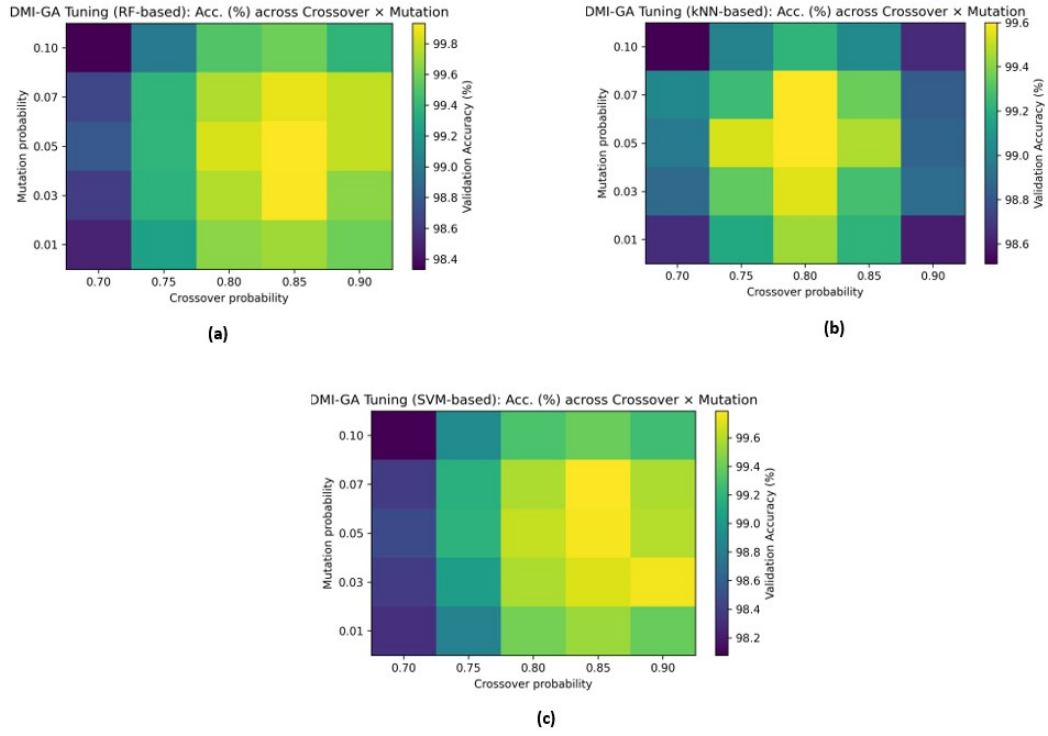 DMI-GA Tuning (RF-based): Acc. (%) across Crossover × Mutation
Mutation probability
0.10
0.07
0.05
0.03
0.01
0.70 0.75 0.80 0.85 0.90
Crossover probability
99.8
99.6
99.4
99.2
99.0
98.8
98.6
98.4
Validation Accuracy (%)
(a)
DMI-GA Tuning (kNN-based): Acc. (%) across Crossover × Mutation
Mutation probability
0.10
0.07
0.05
0.03
0.01
0.70 0.75 0.80 0.85 0.90
Crossover probability
99.6
99.4
99.2
99.0
98.8
98.6
Validation Accuracy (%)
(b)
DMI-GA Tuning (SVM-based): Acc. (%) across Crossover × Mutation
Mutation probability
0.10
0.07
0.05
0.03
0.01
0.70 0.75 0.80 0.85 0.90
Crossover probability
99.6
99.4
99.2
99.0
98.8
98.6
98.4
98.2
Validation Accuracy (%)
(c)